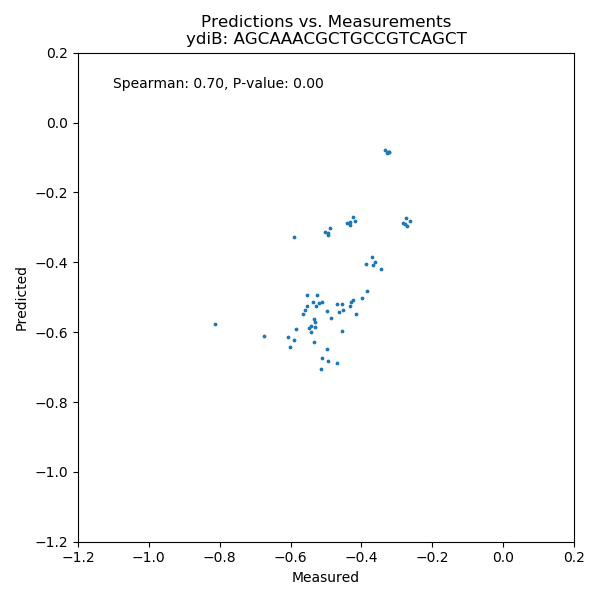 Predictions vs. Measurements
ydiB: AGCAAACGCTGCCGTCAGCT
Spearman: 0.70, P-value: 0.00
0.2
0.0
−0.2
−0.4
−0.6
−0.8
−1.0
−1.2
Predicted
−1.2 −1.0 −0.8 −0.6 −0.4 −0.2 0.0 0.2
Measured